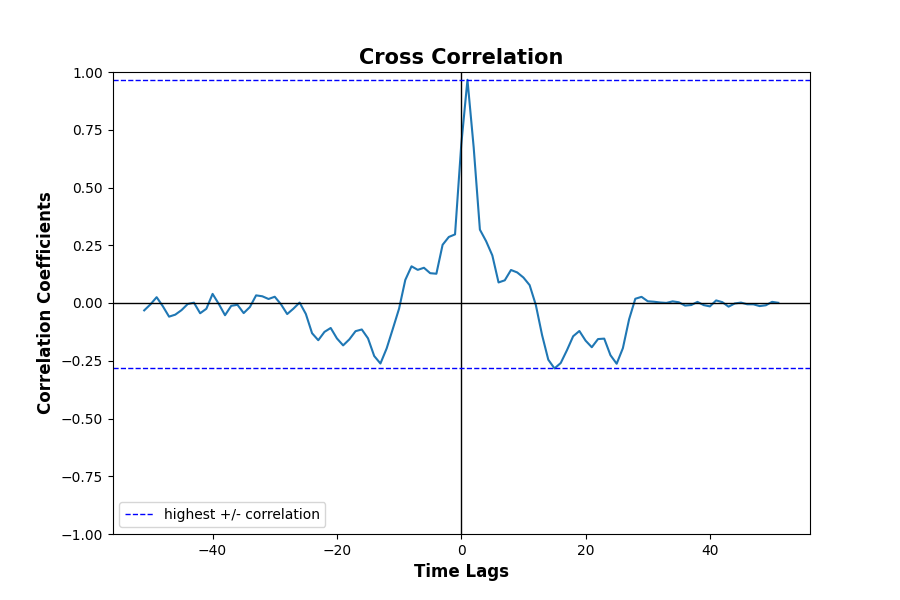 Cross Correlation
1.00
0.75
0.50
0.25
0.00
−0.25
−0.50
−0.75
−1.00
Correlation Coefficients
highest +/- correlation
−40 −20 0 20 40
Time Lags